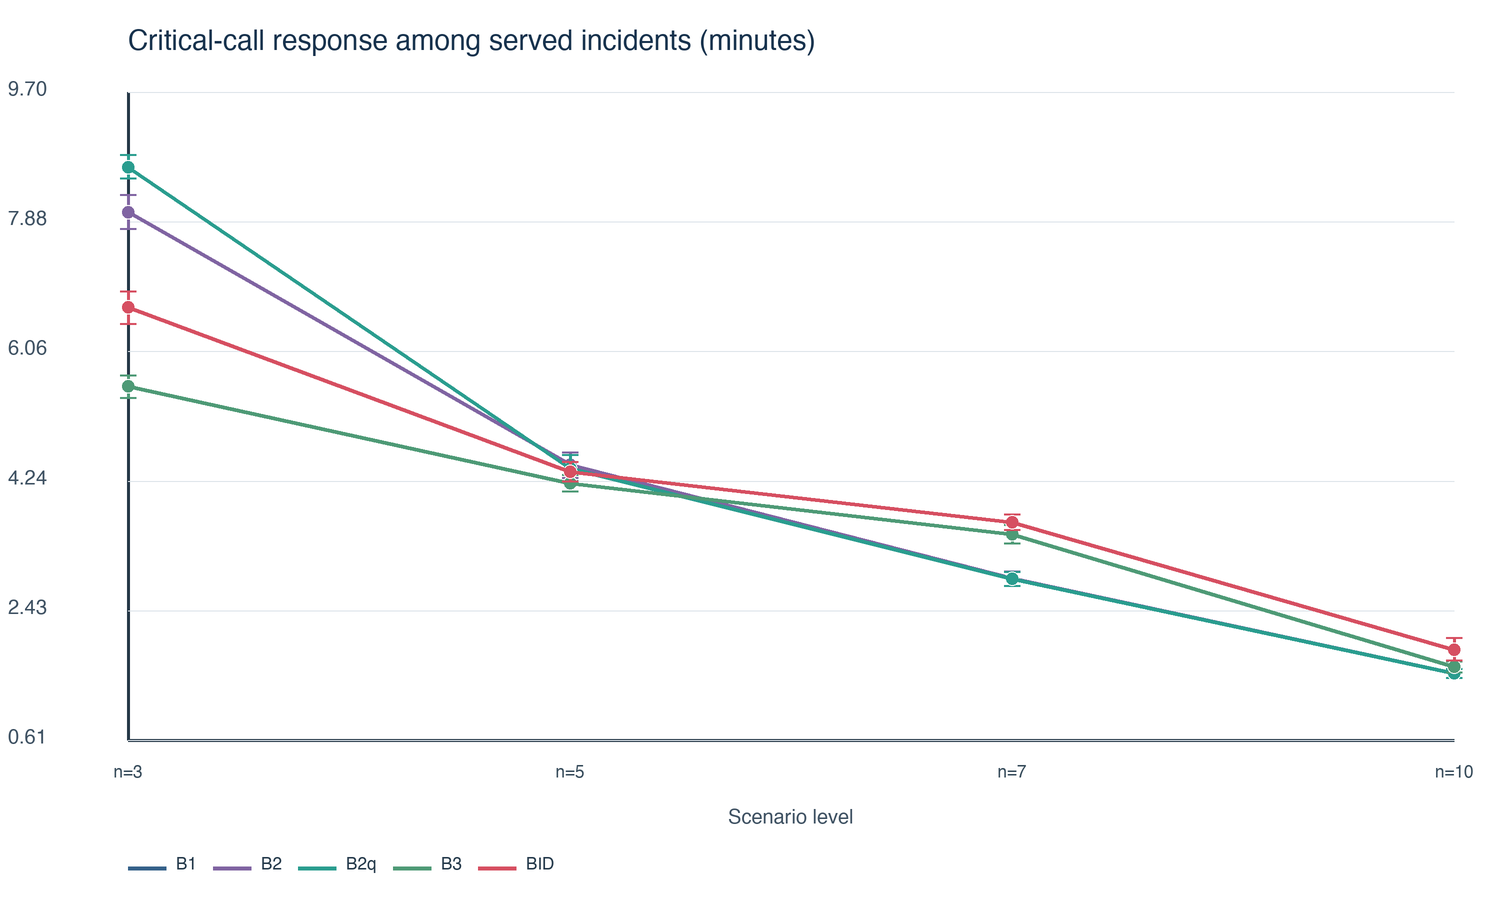 Critical-call response among served incidents (minutes)
9.70
7.88
6.06
4.24
2.43
0.61
n=3 n=5 n=7 n=10
Scenario level
B1 B2 B2q B3 BID